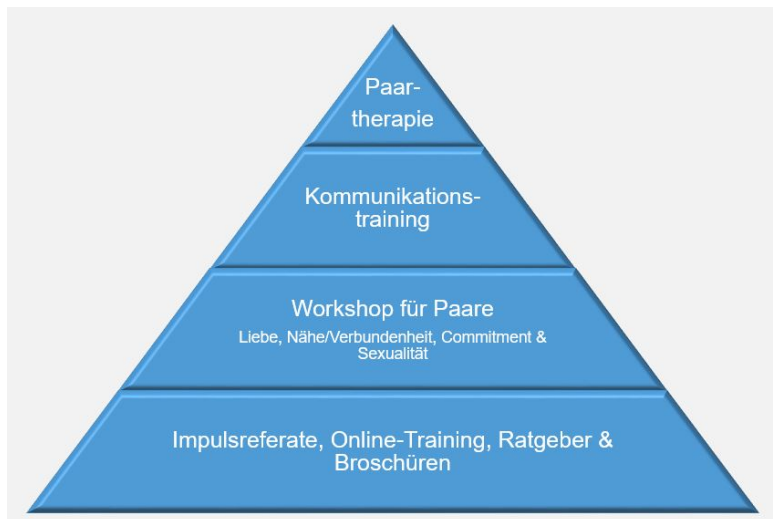 Paar-
therapie
Kommunikations-
training
Workshop für Paare
Liebe, Nähe/Verbundenheit, Commitment &
Sexualität
Impulsreferate, Online-Training, Ratgeber &
Broschüren